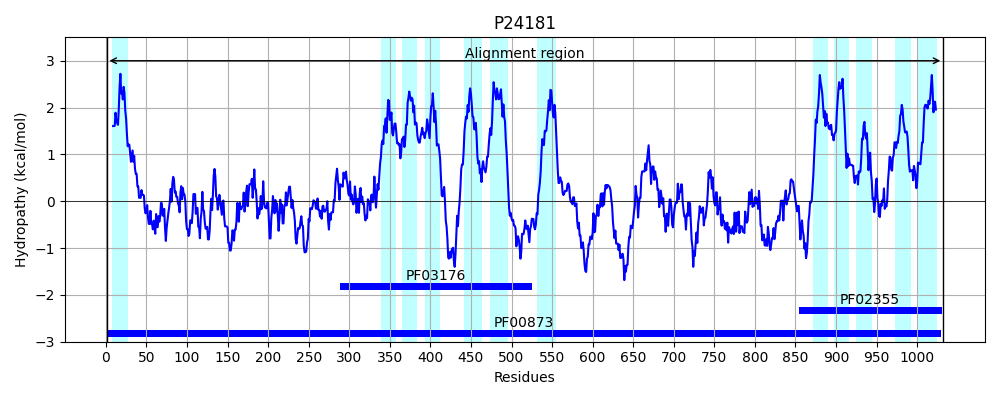 P24181
Alignment region
Hydropathy (kcal/mol)
3
2
1
0
−1
−2
−3
PF03176
PF02355
PF00873
0 50 100 150 200 250 300 350 400 450 500 550 600 650 700 750 800 850 900 950 1000
Residues